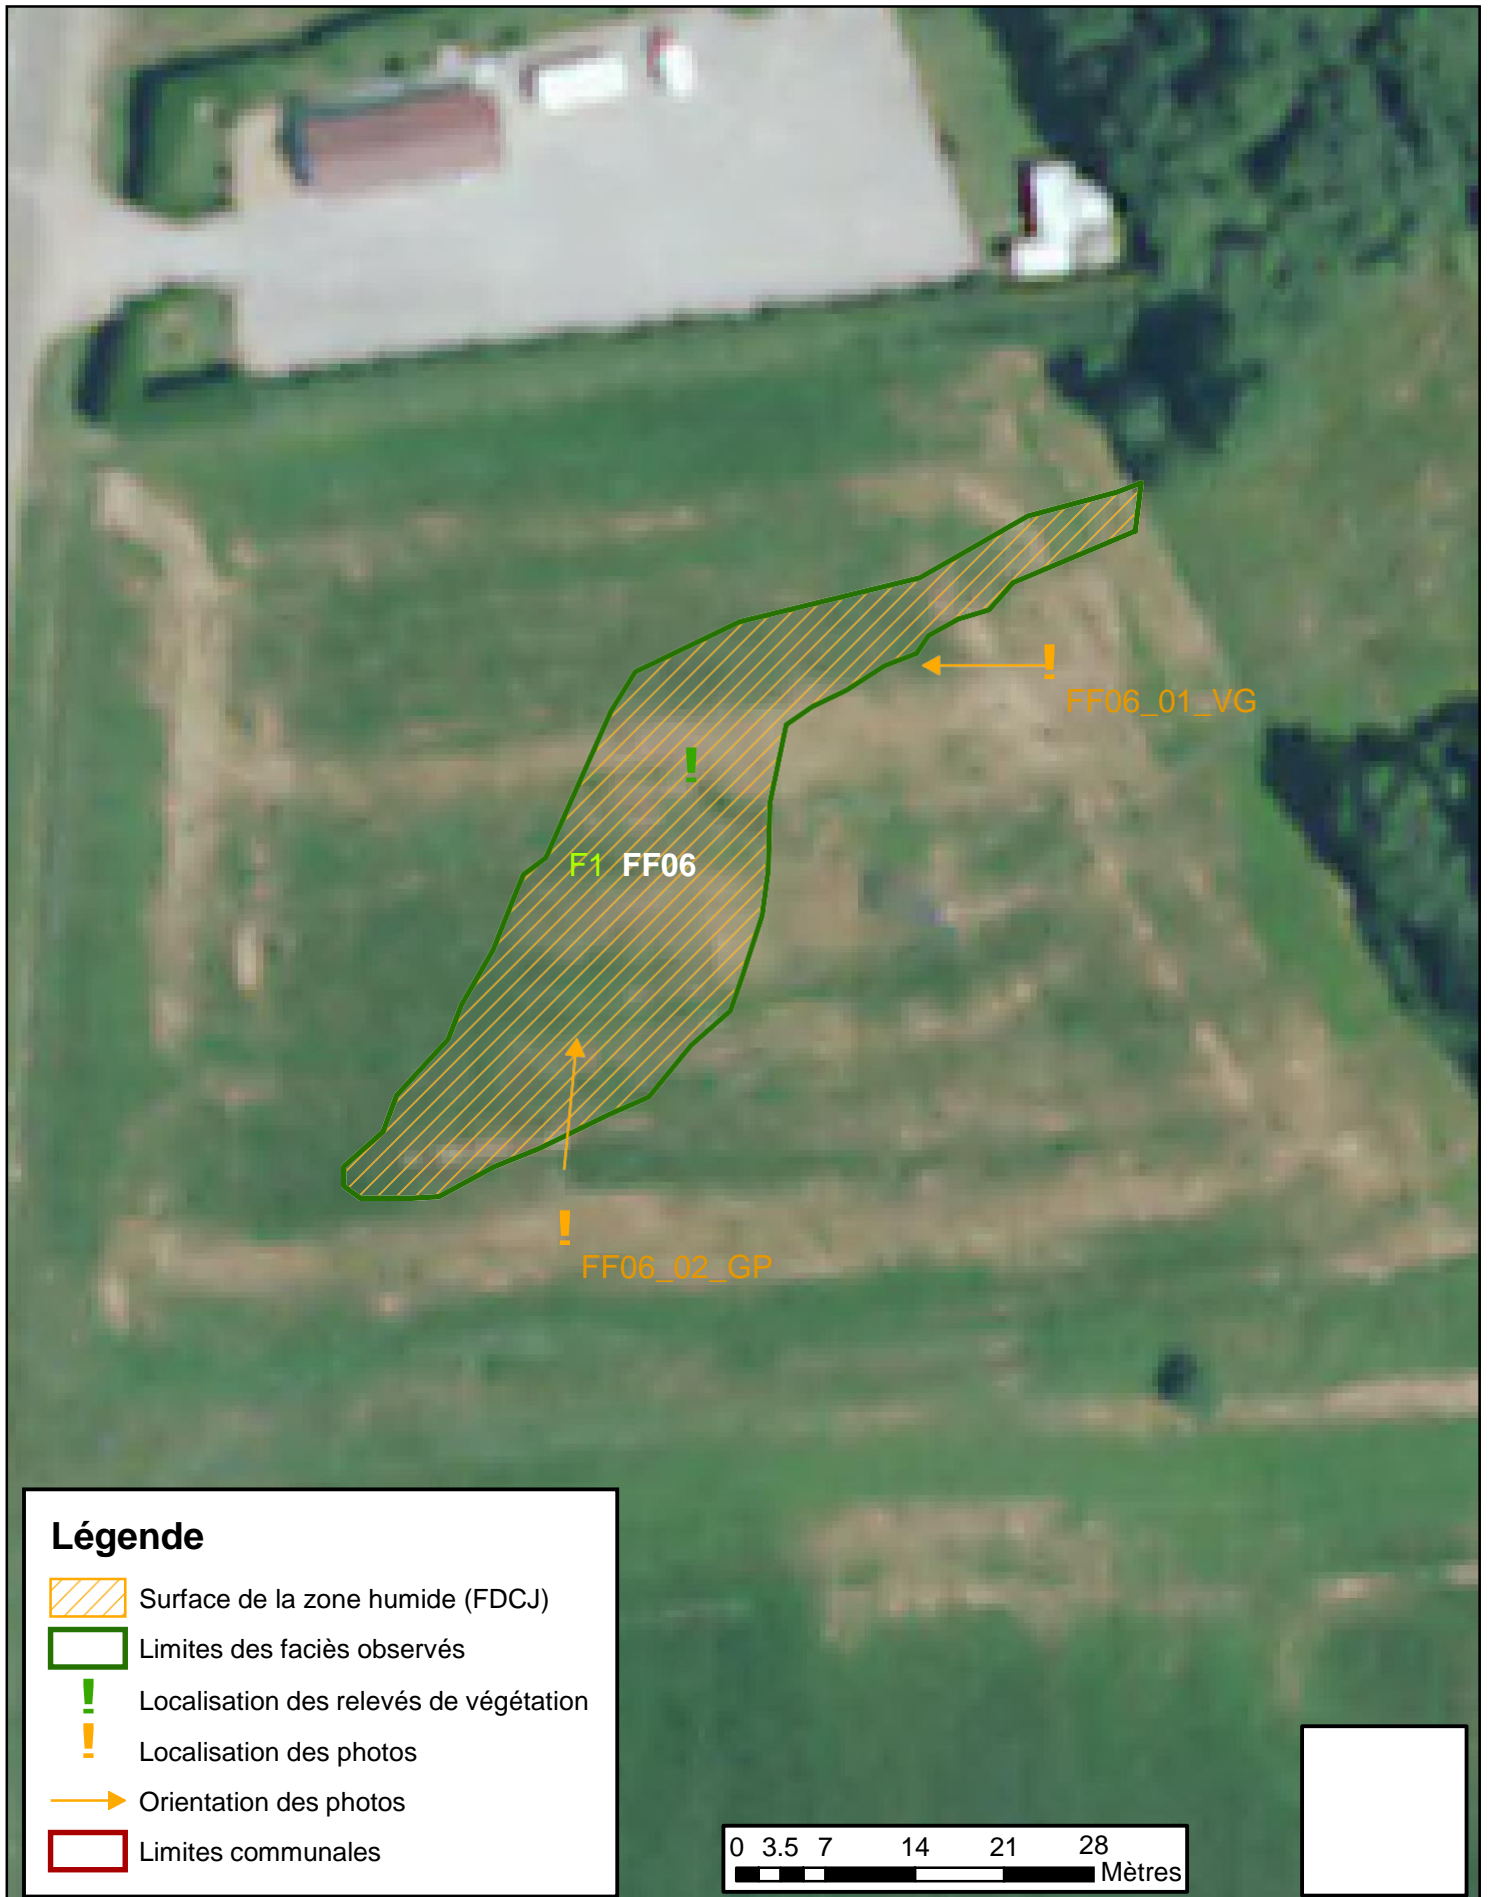 FF06_01_VG
F1 FF06
FF06_02_GP
Légende
Surface de la zone humide (FDCJ)
Limites des faciès observés
! Localisation des relevés de végétation
! Localisation des photos
Orientation des photos
Limites communales
0 3.5 7 14 21 28
Mètres